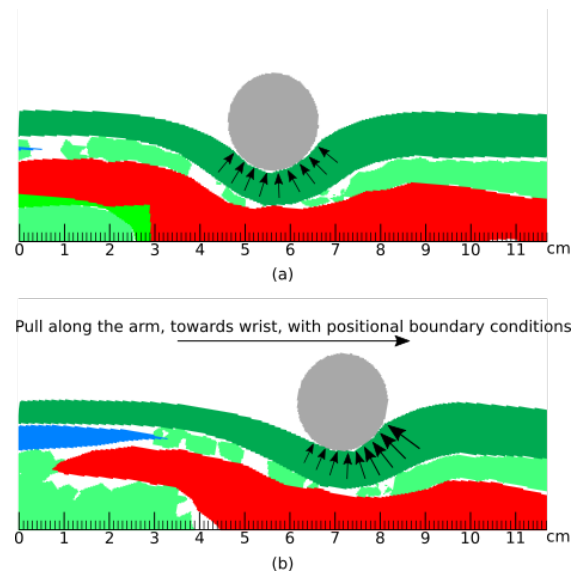 0 1 2 3 4 5 6 7 8 9 10 11 cm
(a)
Pull along the arm, towards wrist, with positional boundary conditions
0 1 2 3 4 5 6 7 8 9 10 11 cm
(b)